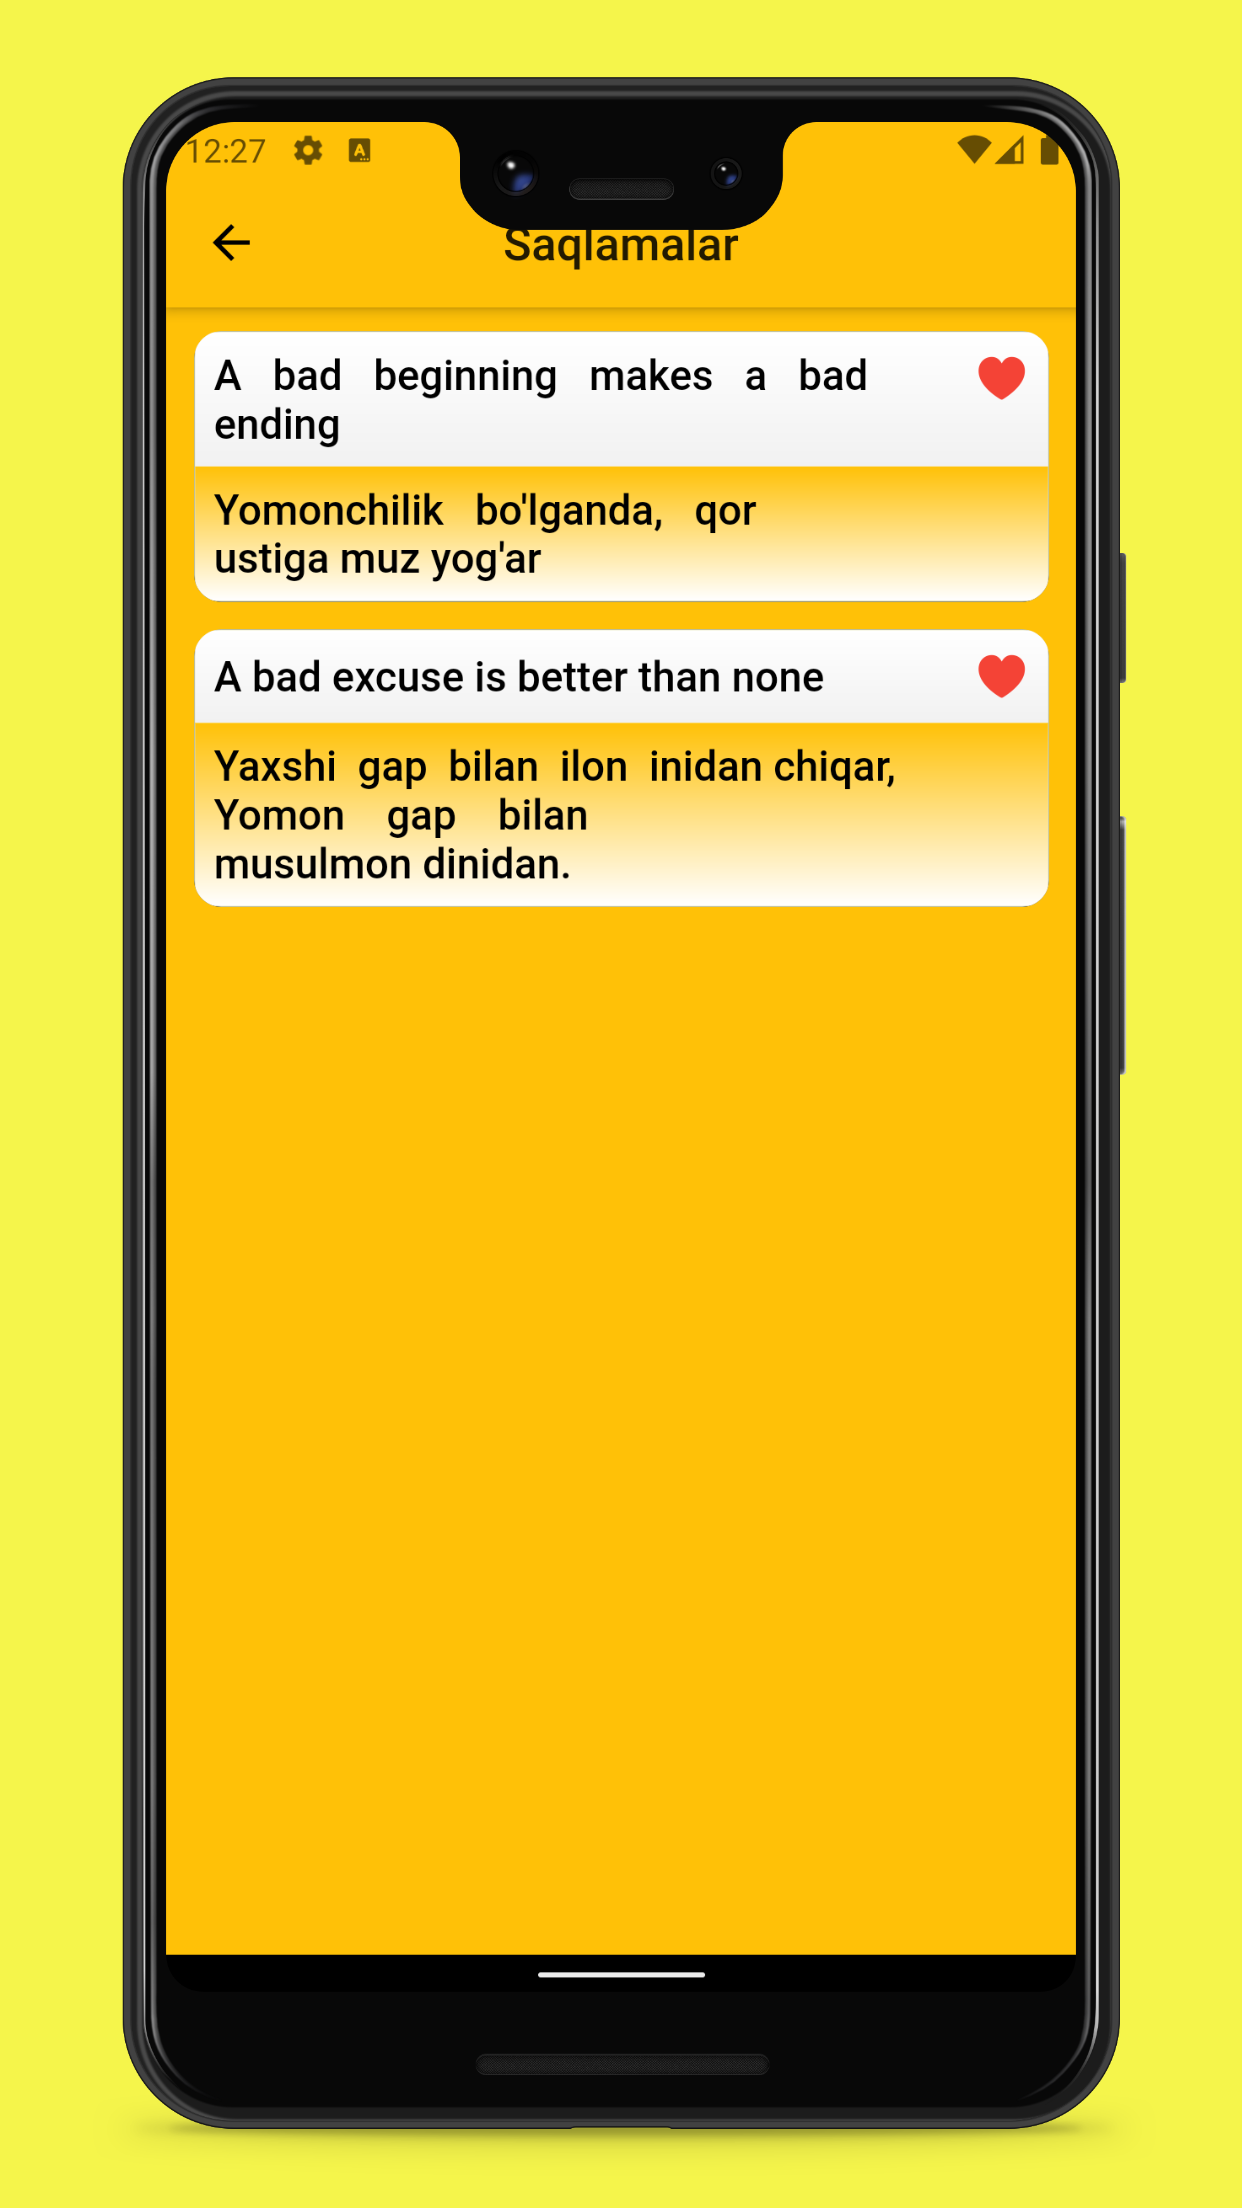 12:27
Saqlamalar
A bad beginning makes a bad
ending
Yomonchilik bo'lganda, qor
ustiga muz yog'ar
A bad excuse is better than none
Yaxshi gap bilan ilon inidan chiqar,
Yomon gap bilan
musulmon dinidan.